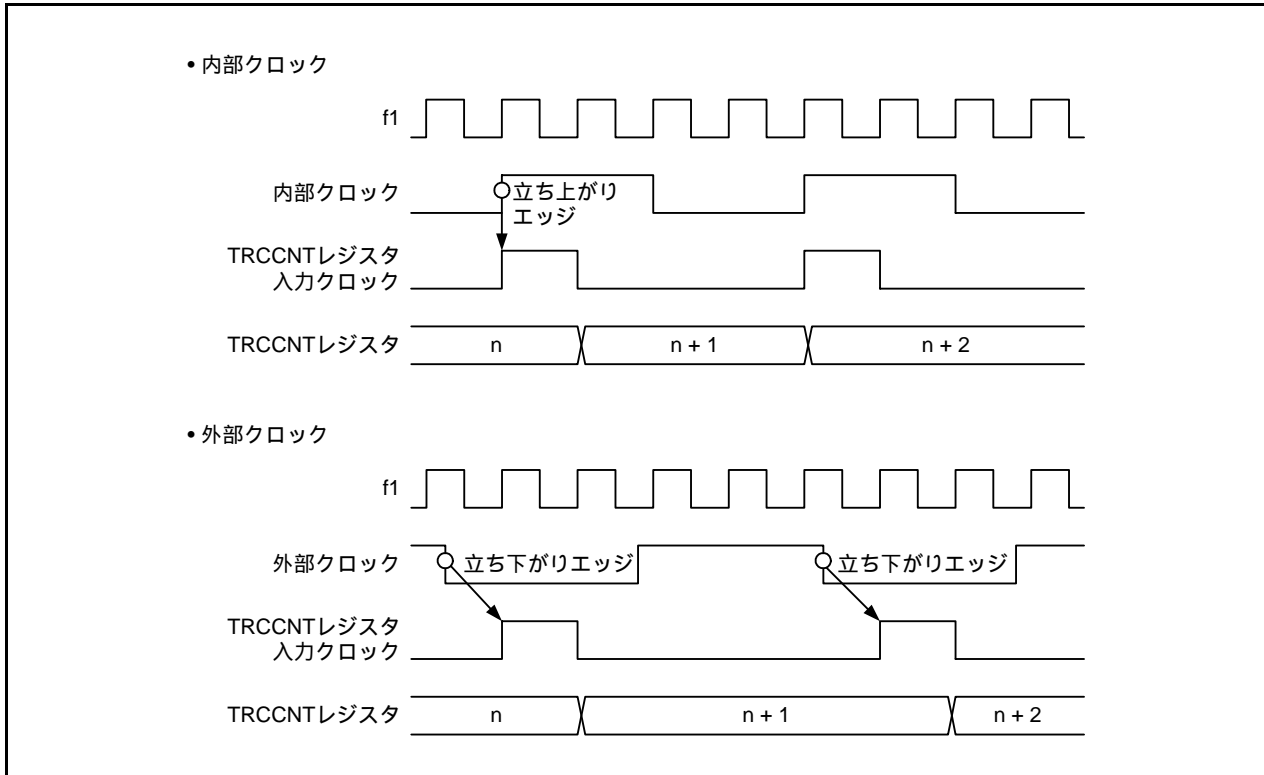 • 内部クロック
f1
内部クロック
立ち上がり
エッジ
TRCCNTレジスタ
入力クロック
TRCCNTレジスタ
n
n + 1
n + 2
• 外部クロック
f1
外部クロック
立ち下がりエッジ
立ち下がりエッジ
TRCCNTレジスタ
入力クロック
TRCCNTレジスタ
n
n + 1
n + 2